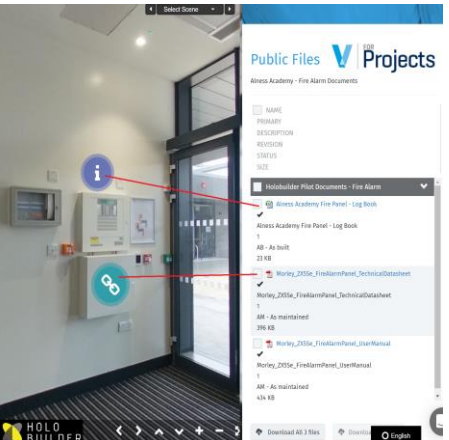 Select Scene
i
HOLO
BUILDER
Public Files
V FOR
Projects
Alness Academy - Fire Alarm Documents
NAME
PRIMARY
DESCRIPTION
REVISION
STATUS
SIZE
Holobuilder Pilot Documents - Fire Alarm
Alness Academy Fire Panel - Log Book
Alness Academy Fire Panel - Log Book
1
AB - As built
23 KB
Morley_ZX5Se_FireAlarmPanel_TechnicalDatasheet
Morley_ZX5Se_FireAlarmPanel_TechnicalDatasheet
1
AM - As maintained
396 KB
Morley_ZX5Se_FireAlarmPanel_UserManual
Morley_ZX5Se_FireAlarmPanel_UserManual
1
AM - As maintained
434 KB
Download All 3 files
English